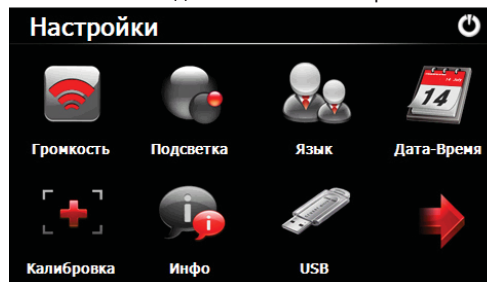 Настройки
Громкость Подсветка Язык Дата-Время
14
Калибровка Инфо USB